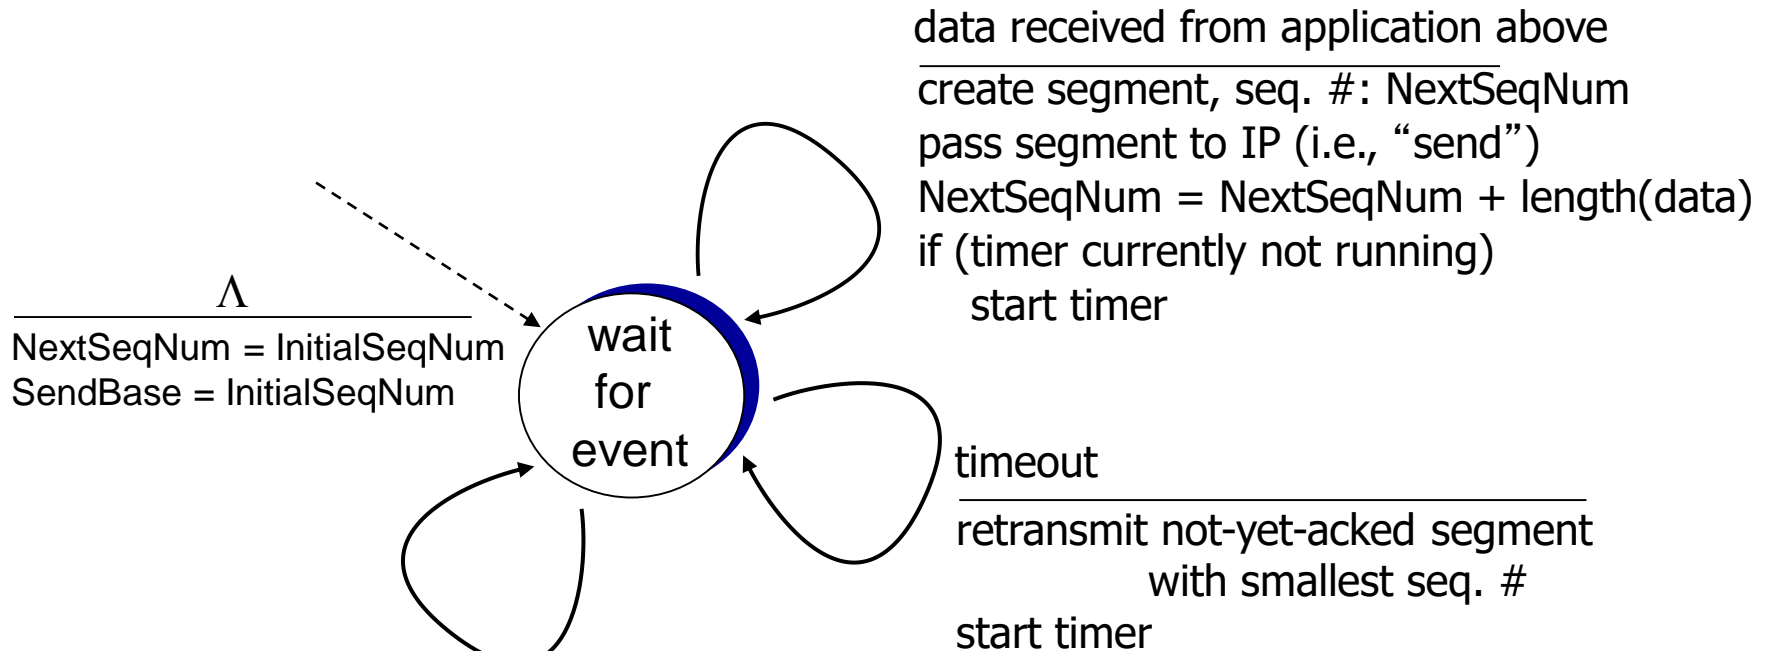 data received from application above
create segment, seq. #: NextSeqNum
pass segment to IP (i.e., “send”)
NextSeqNum = NextSeqNum + length(data)
if (timer currently not running)
start timer
Λ
NextSeqNum = InitialSeqNum
SendBase = InitialSeqNum
wait
for
event
timeout
retransmit not-yet-acked segment
with smallest seq. #
start timer